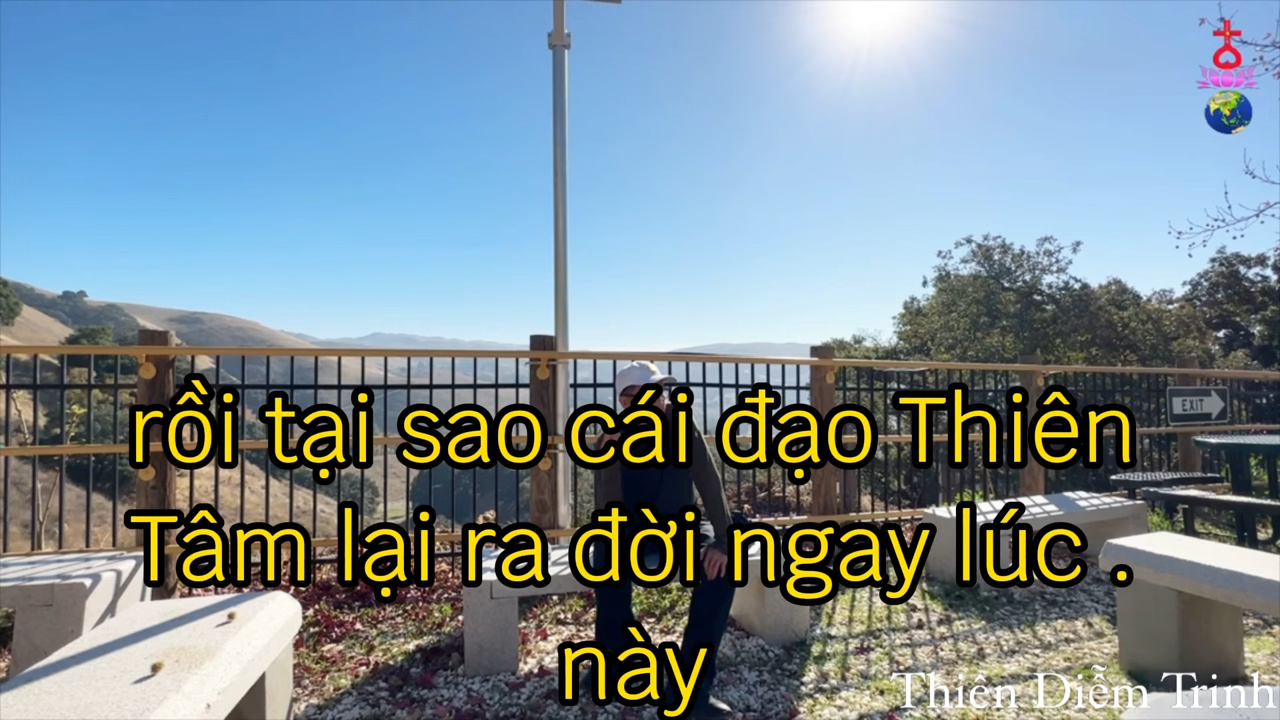 EXIT
rồi tại sao cái đạo Thiên
Tâm lại ra đời ngay lúc .
này
Thiên Diễm Trinh